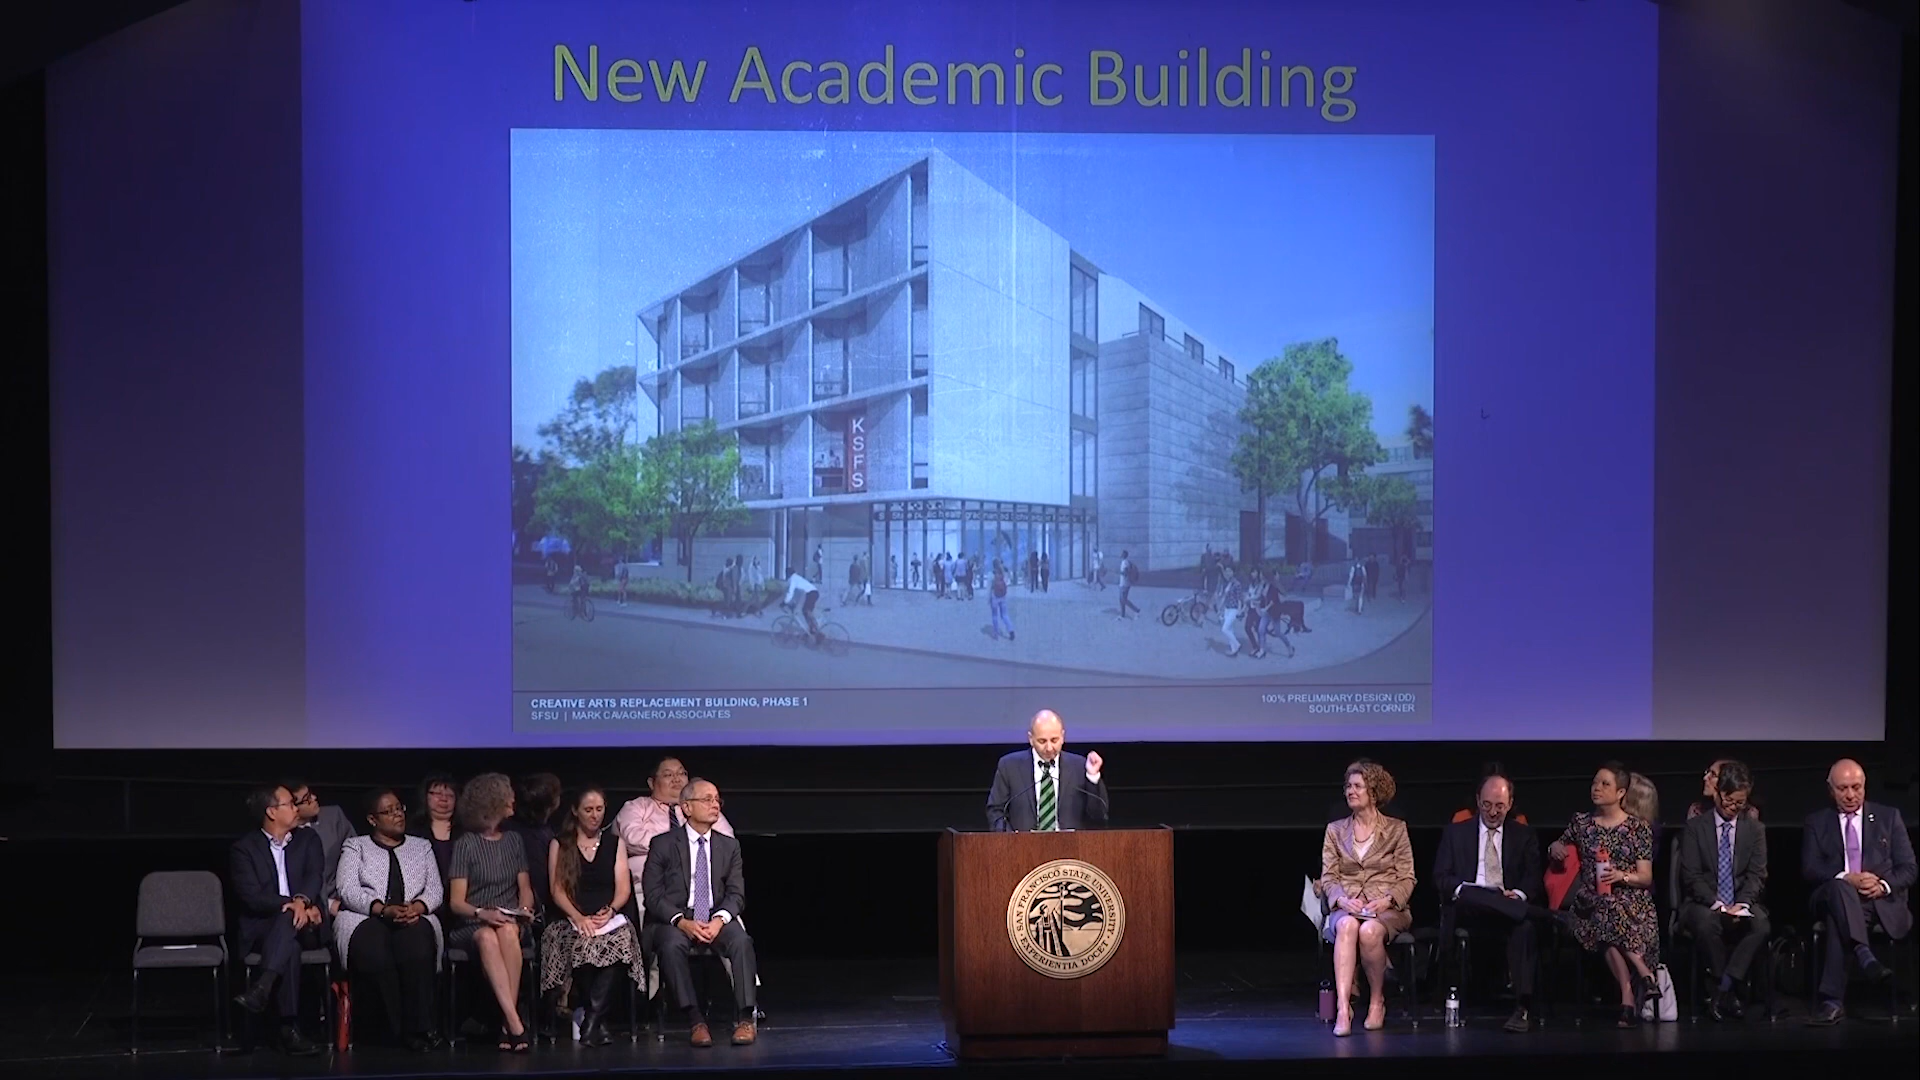 New Academic Building
KSFS
CREATIVE ARTS REPLACEMENT BUILDING, PHASE 1
SFSU | MARK CAVAGNERO ASSOCIATES
100% PRELIMINARY DESIGN (DD)
SOUTH-EAST CORNER
SAN FRANCISCO STATE UNIVERSITY
EXPERIENTIA DOCET